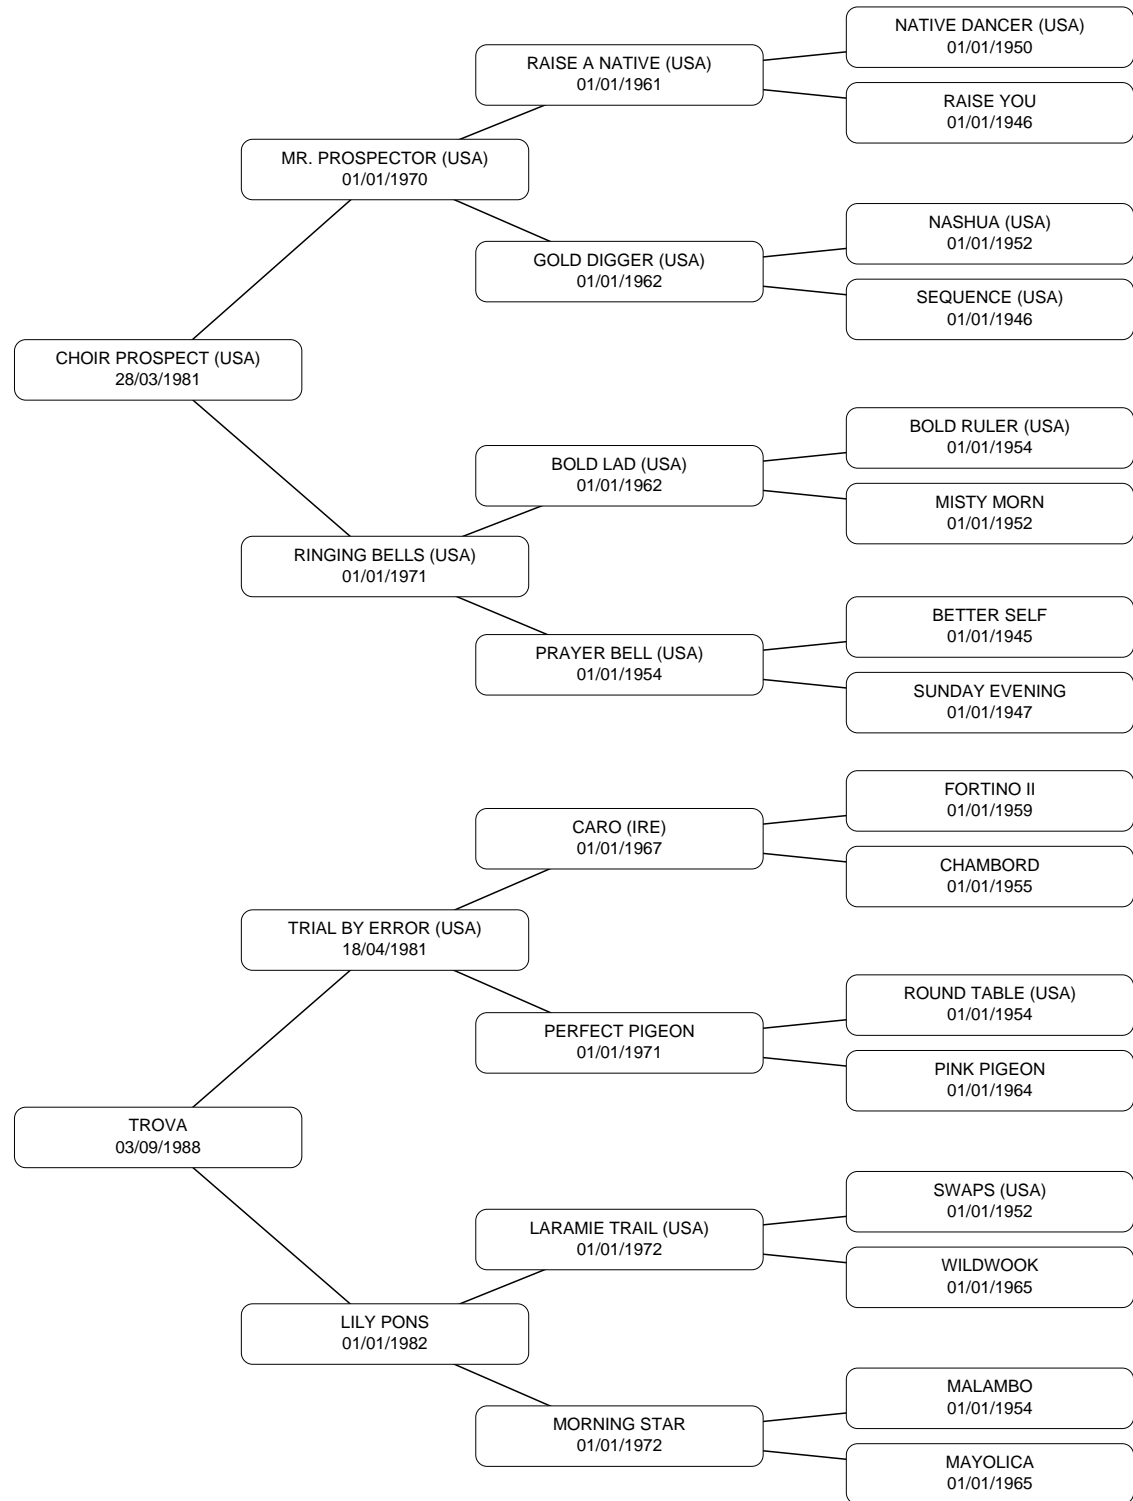 NATIVE DANCER (USA)
01/01/1950
RAISE A NATIVE (USA)
01/01/1961
RAISE YOU
01/01/1946
MR. PROSPECTOR (USA)
01/01/1970
NASHUA (USA)
01/01/1952
GOLD DIGGER (USA)
01/01/1962
SEQUENCE (USA)
01/01/1946
CHOIR PROSPECT (USA)
28/03/1981
BOLD RULER (USA)
01/01/1954
BOLD LAD (USA)
01/01/1962
MISTY MORN
01/01/1952
RINGING BELLS (USA)
01/01/1971
BETTER SELF
01/01/1945
PRAYER BELL (USA)
01/01/1954
SUNDAY EVENING
01/01/1947
FORTINO II
01/01/1959
CARO (IRE)
01/01/1967
CHAMBORD
01/01/1955
TRIAL BY ERROR (USA)
18/04/1981
ROUND TABLE (USA)
01/01/1954
PERFECT PIGEON
01/01/1971
PINK PIGEON
01/01/1964
TROVA
03/09/1988
SWAPS (USA)
01/01/1952
LARAMIE TRAIL (USA)
01/01/1972
WILDWOOK
01/01/1965
LILY PONS
01/01/1982
MALAMBO
01/01/1954
MORNING STAR
01/01/1972
MAYOLICA
01/01/1965